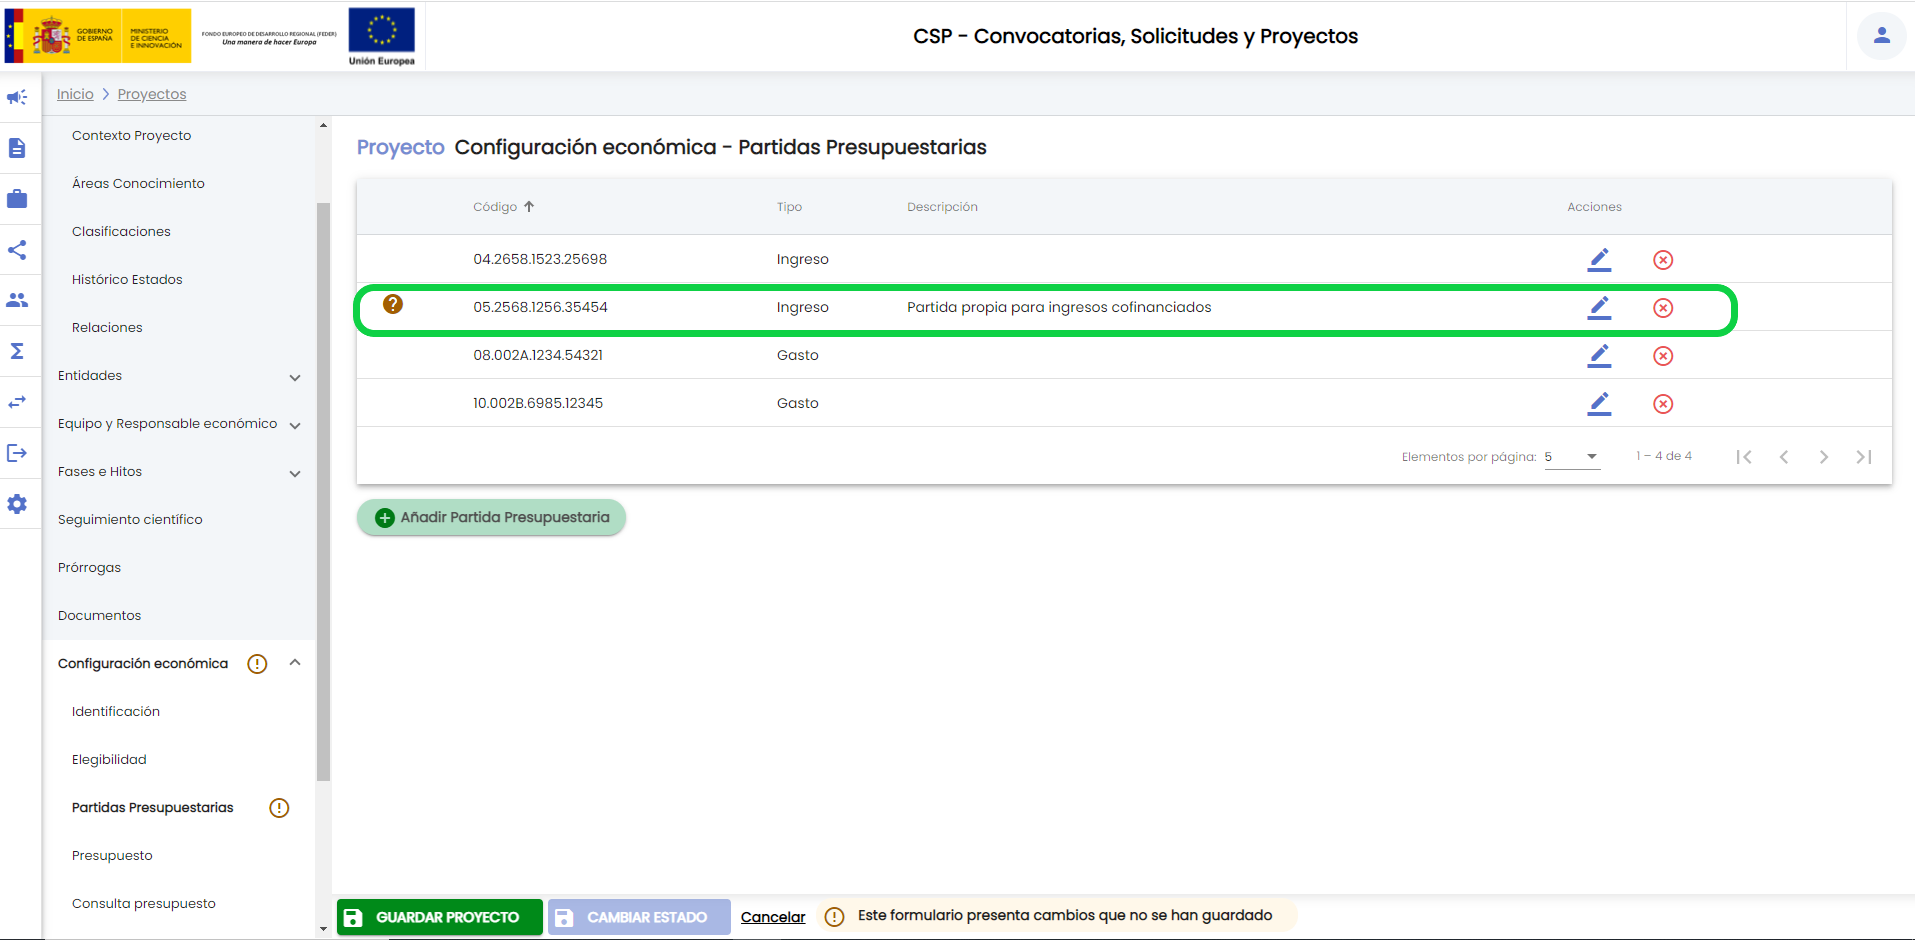 GOBIERNO
DE ESPAÑA
MINISTERIO
DE CIENCIA
E INNOVACIÓN
FONDO EUROPEO DE DESARROLLO REGIONAL (FEDER)
Una manera de hacer Europa
Unión Europea
CSP - Convocatorias, Solicitudes y Proyectos
Inicio > Proyectos
Contexto Proyecto
Áreas Conocimiento
Clasificaciones
Histórico Estados
Relaciones
Entidades
Equipo y Responsable económico
Fases e Hitos
Seguimiento científico
Prórrogas
Documentos
Configuración económica
Identificación
Elegibilidad
Partidas Presupuestarias
Presupuesto
Consulta presupuesto
Proyecto Configuración económica - Partidas Presupuestarias
Código Tipo Descripción Acciones
04.2658.1523.25698 Ingreso
05.2568.1256.35454 Ingreso Partida propia para ingresos cofinanciados
08.002A.1234.54321 Gasto
10.002B.6985.12345 Gasto
Elementos por página: 5 1 – 4 de 4
Añadir Partida Presupuestaria
GUARDAR PROYECTO CAMBIAR ESTADO Cancelar Este formulario presenta cambios que no se han guardado